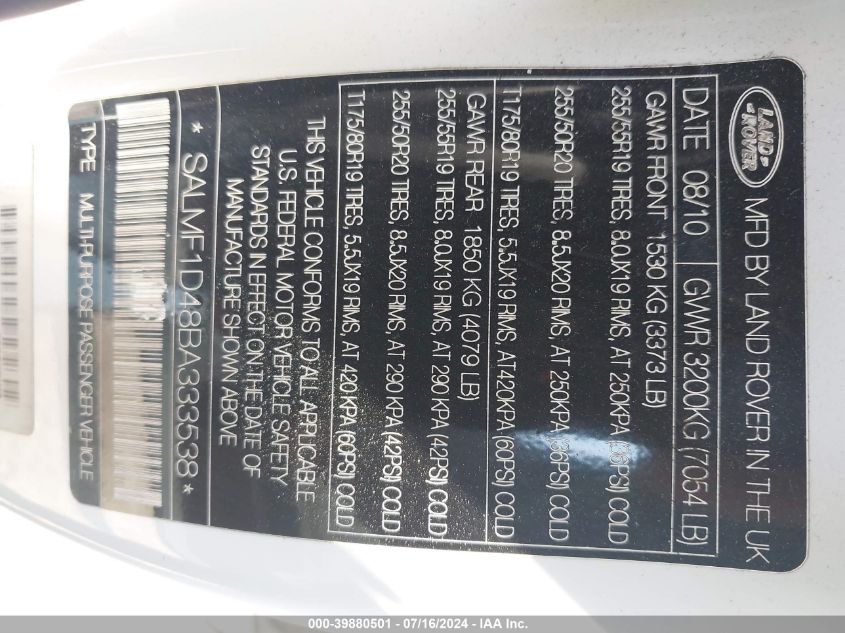 LAND
ROVER
MFD BY LAND ROVER IN THE UK
DATE 08/10 GVWR 3200KG (7054 LB)
GAWR FRONT 1530 KG (3373 LB)
255/55R19 TIRES, 8.0JX19 RIMS, AT 250KPA (36PSI) COLD
255/50R20 TIRES, 8.5JX20 RIMS, AT 250KPA (36PSI) COLD
T175/80R19 TIRES, 5.5JX19 RIMS, AT420KPA (60PSI) COLD
GAWR REAR 1850 KG (4079 LB)
255/55R19 TIRES, 8.0JX19 RIMS, AT 290 KPA (42PSI) COLD
255/50R20 TIRES, 8.5JX20 RIMS, AT 290 KPA (42PSI) COLD
T175/80R19 TIRES, 5.5JX19 RIMS, AT 420 KPA (60PSI) COLD
THIS VEHICLE CONFORMS TO ALL APPLICABLE
U.S. FEDERAL MOTOR VEHICLE SAFETY
STANDARDS IN EFFECT ON THE DATE OF
MANUFACTURE SHOWN ABOVE
* SALMF1D48BA333538 *
TYPE MULTI-PURPOSE PASSENGER VEHICLE
000-39880501 - 07/16/2024 - IAA Inc.